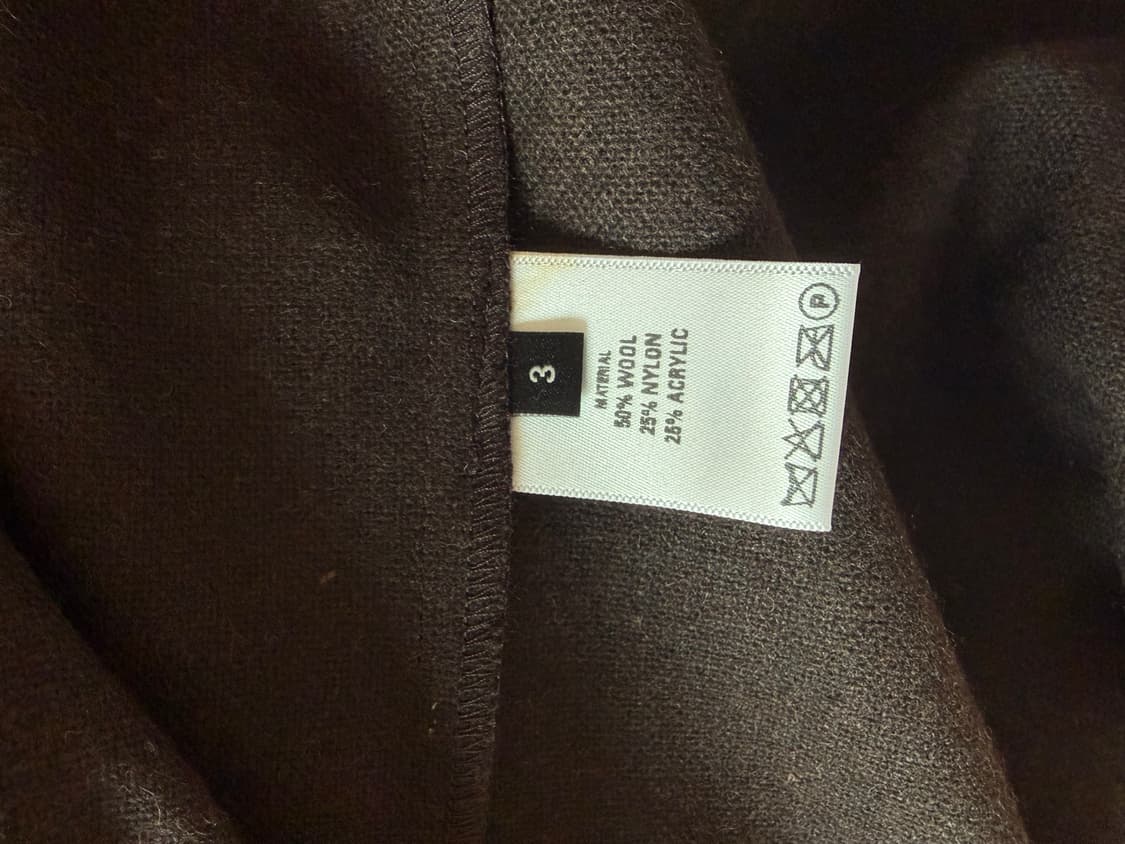 3
MATERIAL
50% WOOL
25% NYLON
25% ACRYLIC
P